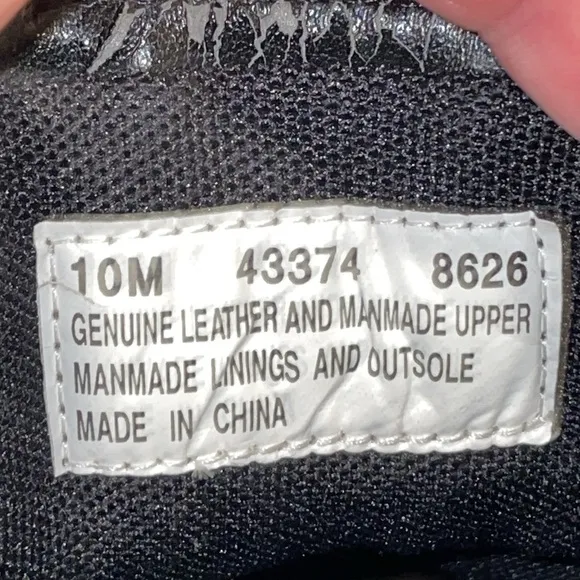 10M 43374 8626
GENUINE LEATHER AND MANMADE UPPER
MANMADE LININGS AND OUTSOLE
MADE IN CHINA